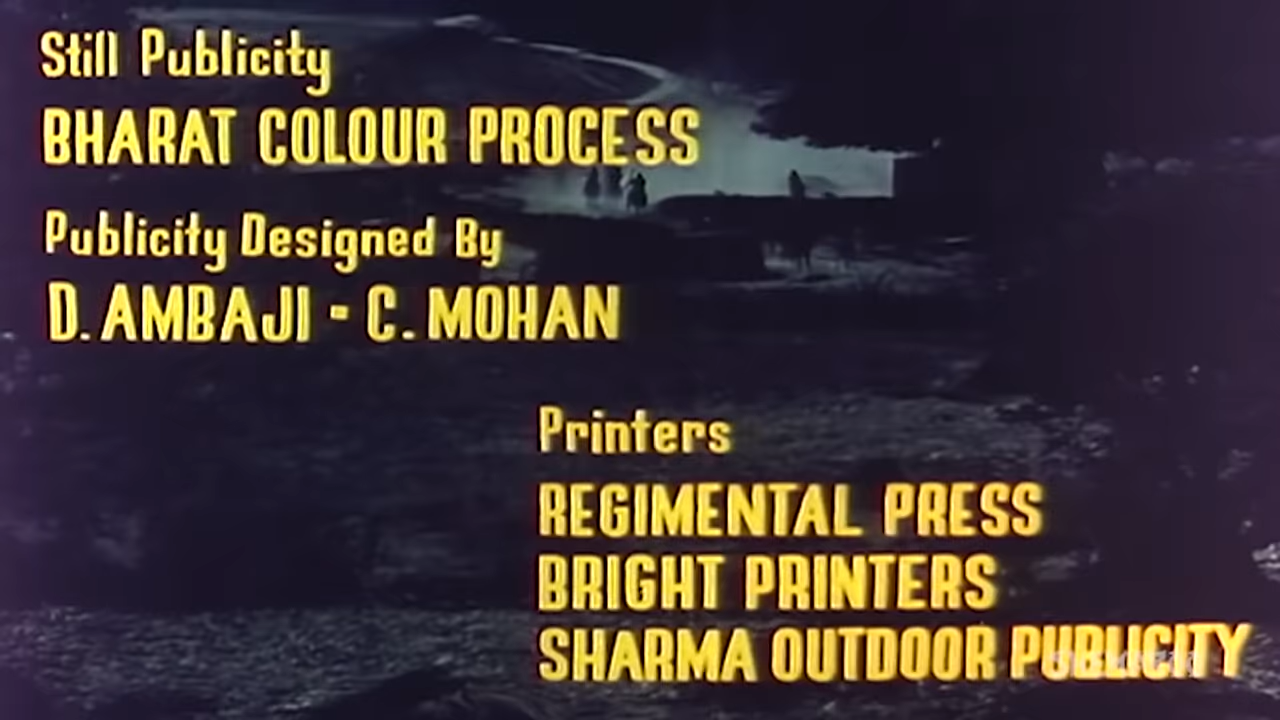 Still Publicity
BHARAT COLOUR PROCESS
Publicity Designed By
D. AMBAJI - C. MOHAN
Printers
REGIMENTAL PRESS
BRIGHT PRINTERS
SHARMA OUTDOOR PUBLICITY